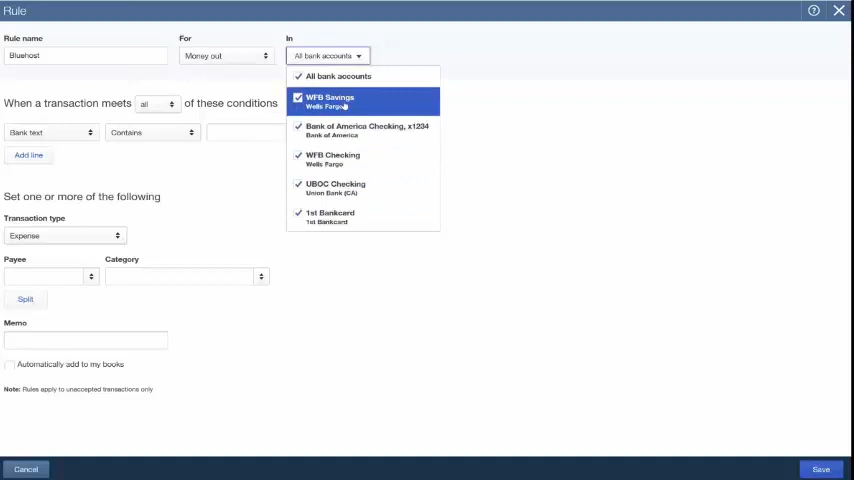 Rule
Rule name
For
In
Bluehost
Money out
All bank accounts
All bank accounts
WFB Savings
Wells Fargo
When a transaction meets all of these conditions
Bank of America Checking, x1234
Bank of America
Bank text
Contains
Add line
WFB Checking
Wells Fargo
UBOC Checking
Union Bank (CA)
Set one or more of the following
1st Bankcard
1st Bankcard
Transaction type
Expense
Payee
Category
Split
Memo
Automatically add to my books
Note: Rules apply to unaccepted transactions only
Cancel
Save